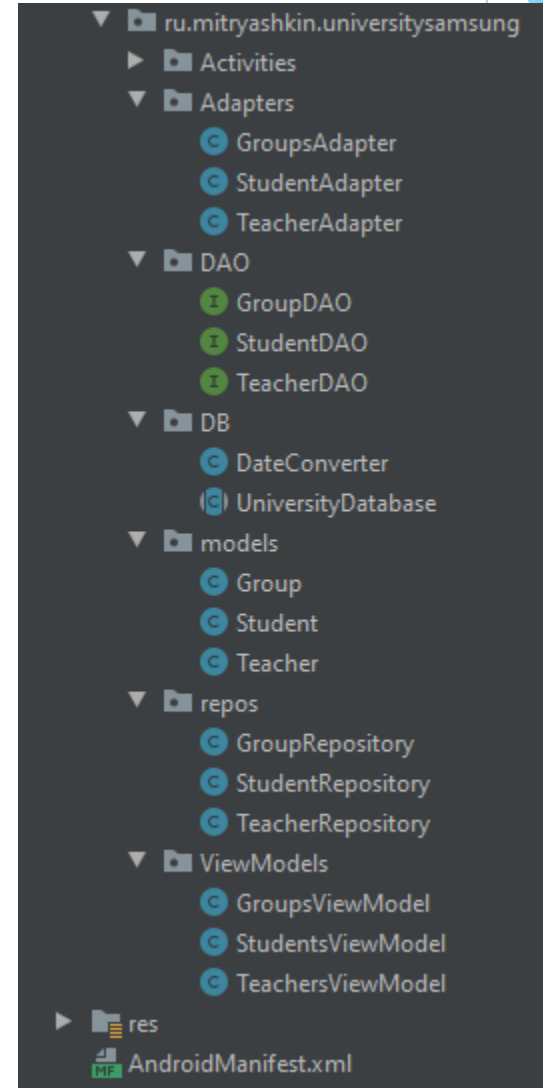 ru.mitryashkin.universitysamsung
Activities
Adapters
C GroupsAdapter
C StudentAdapter
C TeacherAdapter
DAO
I GroupDAO
I StudentDAO
I TeacherDAO
DB
C DateConverter
C UniversityDatabase
models
C Group
C Student
C Teacher
repos
C GroupRepository
C StudentRepository
C TeacherRepository
ViewModels
C GroupsViewModel
C StudentsViewModel
C TeachersViewModel
res
MF AndroidManifest.xml